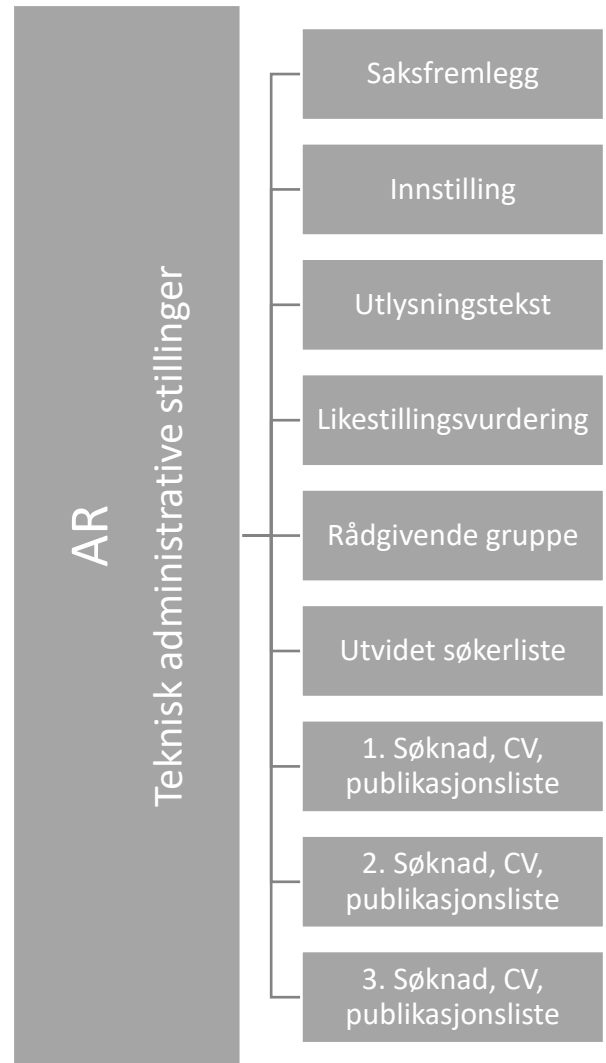 AR
Teknisk administrative stillinger
Saksfremlegg
Innstilling
Utlysningstekst
Likestillingsvurdering
Rådgivende gruppe
Utvidet søkerliste
1. Søknad, CV,
publikasjonsliste
2. Søknad, CV,
publikasjonsliste
3. Søknad, CV,
publikasjonsliste